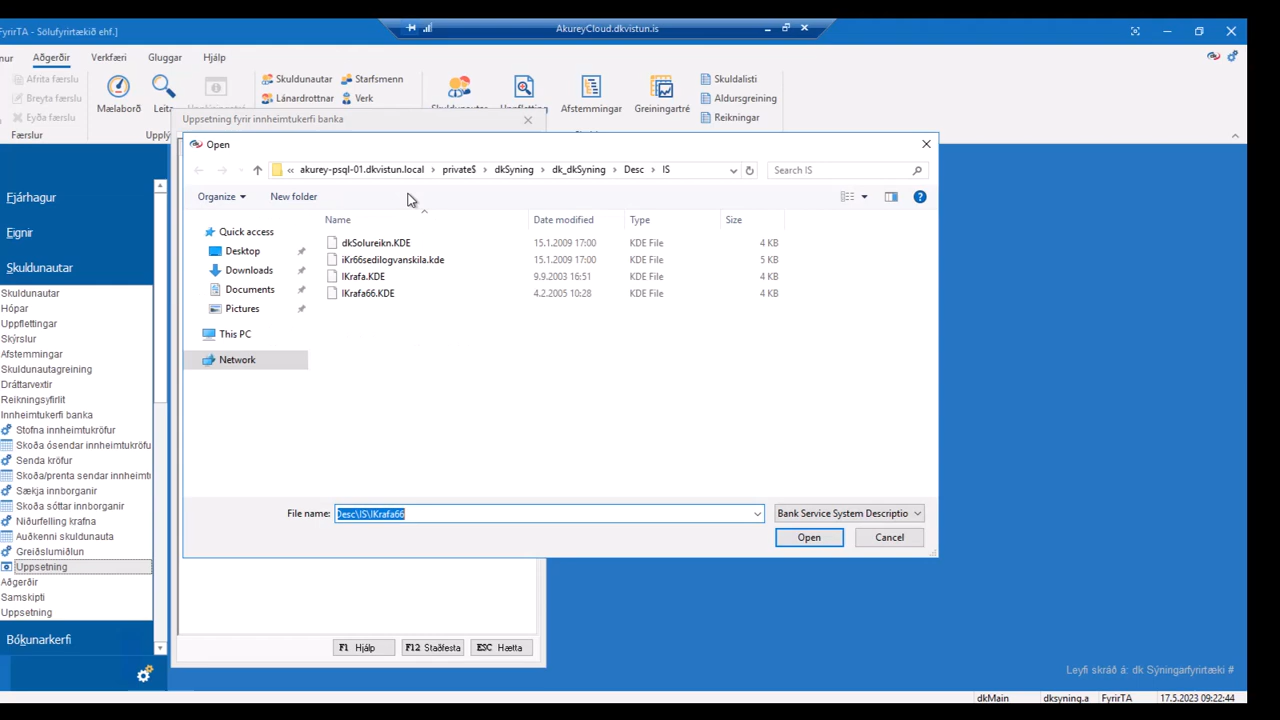 AkureyCloud.dkvistun.is
FyrirTA - Sölufyrirtækið ehf.]
nur Aðgerðir Verkfæri Gluggar Hjálp
Afrita færslu
Breyta færslu
Eyða færslu
Færslur
Mælaborð
Leita
Skuldunautar
Lánardrottnar
Starfsmenn
Verk
Afstemmingar
Greiningartré
Skuldalisti
Aldursgreining
Reikningar
Uppsetning fyrir innheimtukerfi banka
Open
« akurey-psql-01.dkvistun.local › private$ › dkSyning › dk_dkSyning › Desc › IS
Search IS
Organize New folder
Name Date modified Type Size
dkSolureikn.KDE 15.1.2009 17:00 KDE File 4 KB
iKr66sedilogvanskila.kde 15.1.2009 17:00 KDE File 5 KB
IKrafa.KDE 9.9.2003 16:51 KDE File 4 KB
IKrafa66.KDE 4.2.2005 10:28 KDE File 4 KB
Quick access
Desktop
Downloads
Documents
Pictures
This PC
Network
File name: Desc\IS\IKrafa66
Bank Service System Descriptio
Open Cancel
F1 Hjálp F12 Staðfesta ESC Hætta
Fjárhagur
Eignir
Skuldunautar
Skuldunautar
Hópar
Uppflettingar
Skýrslur
Afstemmingar
Skuldunautagreining
Dráttarvextir
Reikningsyfirlit
Innheimtukerfi banka
Stofna innheimtukröfur
Skoða ósendar innheimtukröfu
Senda kröfur
Skoða/prenta sendar innheimtu
Sækja innborganir
Skoða sóttar innborganir
Niðurfelling krafna
Auðkenni skuldunauta
Greiðslumiðlun
Uppsetning
Aðgerðir
Samskipti
Uppsetning
Bókunarkerfi
Leyfi skráð á: dk Sýningarfyrirtæki #
dkMain dksyning.a FyrirTA 17.5.2023 09:22:44